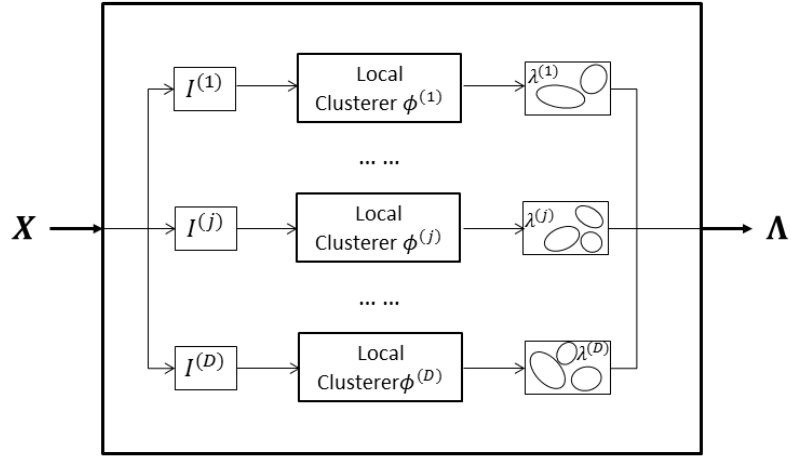 I^(1)
Local
Clusterer ϕ^(1)
λ^(1)
... ...
X
I^(j)
Local
Clusterer ϕ^(j)
λ^(j)
Λ
... ...
I^(D)
Local
Clustererϕ^(D)
λ^(D)